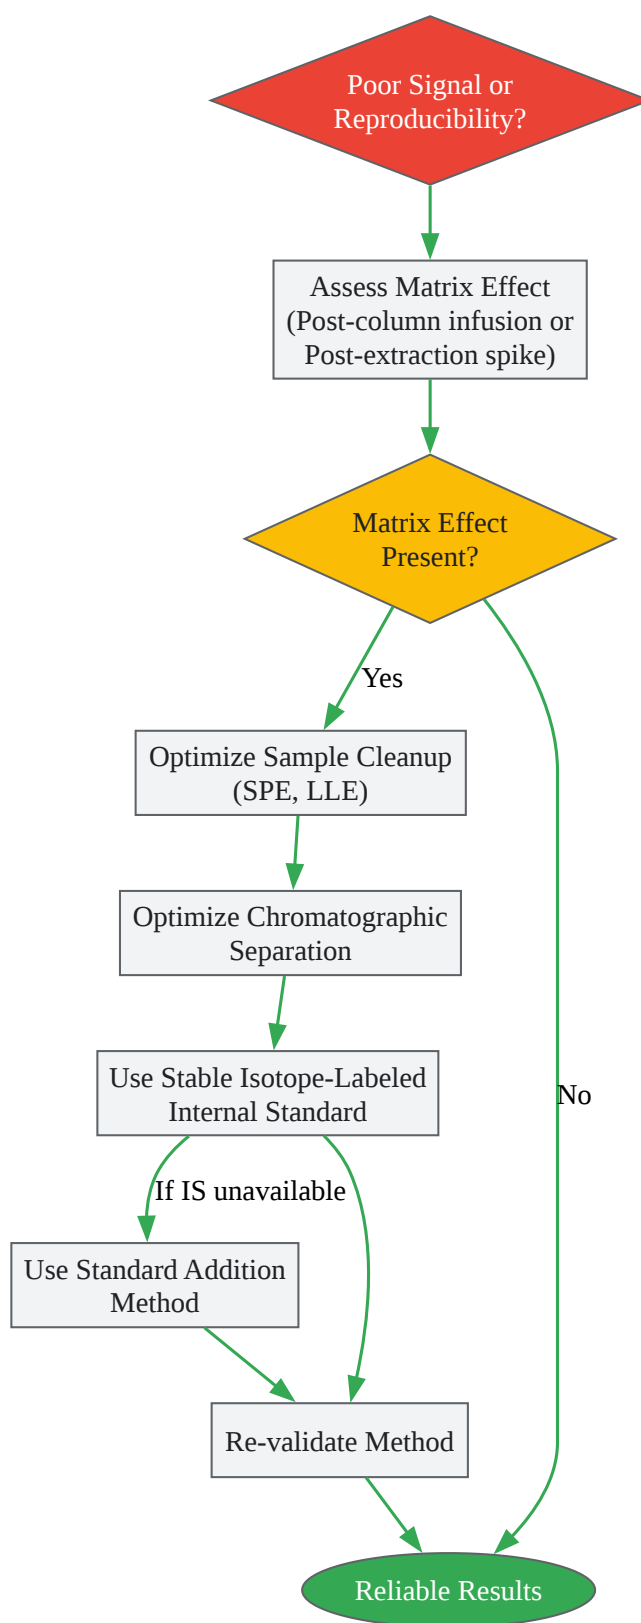 Poor Signal or
Reproducibility?
Assess Matrix Effect
(Post-column infusion or
Post-extraction spike)
Matrix Effect
Present?
Yes
Optimize Sample Cleanup
(SPE, LLE)
Optimize Chromatographic
Separation
Use Stable Isotope-Labeled
Internal Standard
No
If IS unavailable
Use Standard Addition
Method
Re-validate Method
Reliable Results